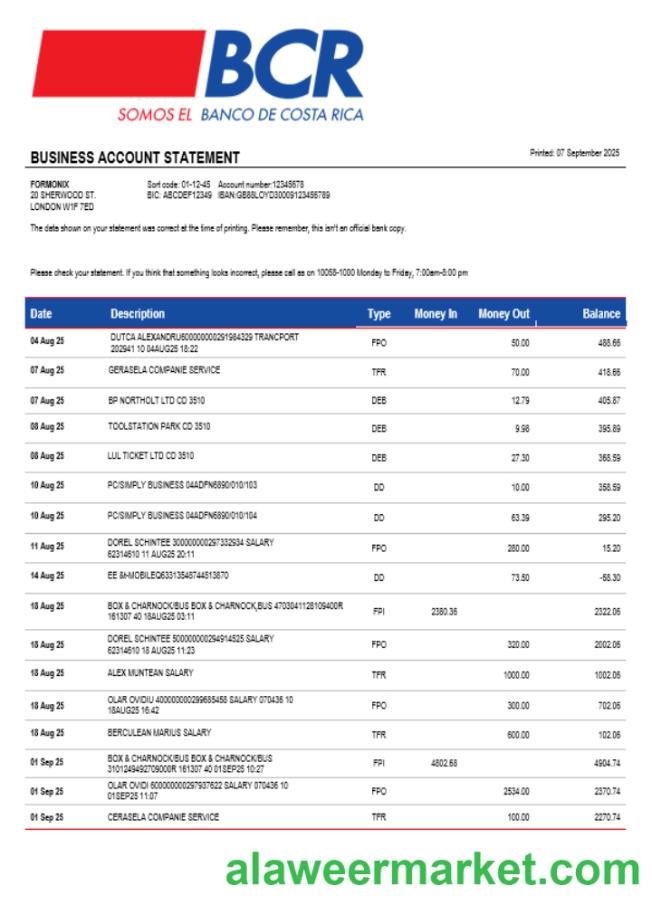 BCR
SOMOS EL BANCO DE COSTA RICA
BUSINESS ACCOUNT STATEMENT
Printed: 07 September 2025
FORMONIX Sort code: 01-12-45 Account number:12345678
20 SHERWOOD ST. BIC: ABCDEF12349 IBAN:GB88LOYD30009123456789
LONDON W1F 7ED
The data shown on your statement was correct at the time of printing. Please remember, this isn't an official bank copy.
Please check your statement. If you think that something looks incorrect, please call as on 10058-1000 Monday to Friday, 7:00am-8:00 pm
Date Description Type Money In Money Out Balance
04 Aug 25 DUTCA ALEXANDRU600000000291984329 TRANCPORT FPO 50.00 488.66
202941 10 04AUG25 18:22
07 Aug 25 GERASELA COMPANIE SERVICE TFR 70.00 418.66
07 Aug 25 BP NORTHOLT LTD CD 3510 DEB 12.79 405.87
08 Aug 25 TOOLSTATION PARK CD 3510 DEB 9.98 395.89
08 Aug 25 LUL TICKET LTD CD 3510 DEB 27.30 368.59
10 Aug 25 PC/SIMPLY BUSINESS 04ADFN6890/010/103 DD 10.00 358.59
10 Aug 25 PC/SIMPLY BUSINESS 04ADFN6890/010/104 DD 63.39 295.20
11 Aug 25 DOREL SCHINTEE 300000000297332934 SALARY FPO 280.00 15.20
62314610 11 AUG25 20:11
14 Aug 25 EE &MOBILEQ63313548744513870 DD 73.50 -58.30
18 Aug 25 BOX & CHARNOCK/BUS BOX & CHARNOCK,BUS 4703041128109400R FPI 2380.36 2322.06
161307 40 18AUG25 03:11
18 Aug 25 DOREL SCHINTEE 500000000294914525 SALARY FPO 320.00 2002.06
62314610 18 AUG25 11:23
18 Aug 25 ALEX MUNTEAN SALARY TFR 1000.00 1002.06
18 Aug 25 OLAR OVIDIU 400000000299685458 SALARY 070436 10 FPO 300.00 702.06
18AUG25 16:42
18 Aug 25 BERCULEAN MARIUS SALARY TFR 600.00 102.06
01 Sep 25 BOX & CHARNOCK/BUS BOX & CHARNOCK/BUS FPI 4802.68 4904.74
3101249492709000R 161307 40 01SEP25 10:27
01 Sep 25 OLAR OVIDI 600000000297937622 SALARY 070436 10 FPO 2534.00 2370.74
01SEP25 11:07
01 Sep 25 CERASELA COMPANIE SERVICE TFR 100.00 2270.74
alaweermarket.com